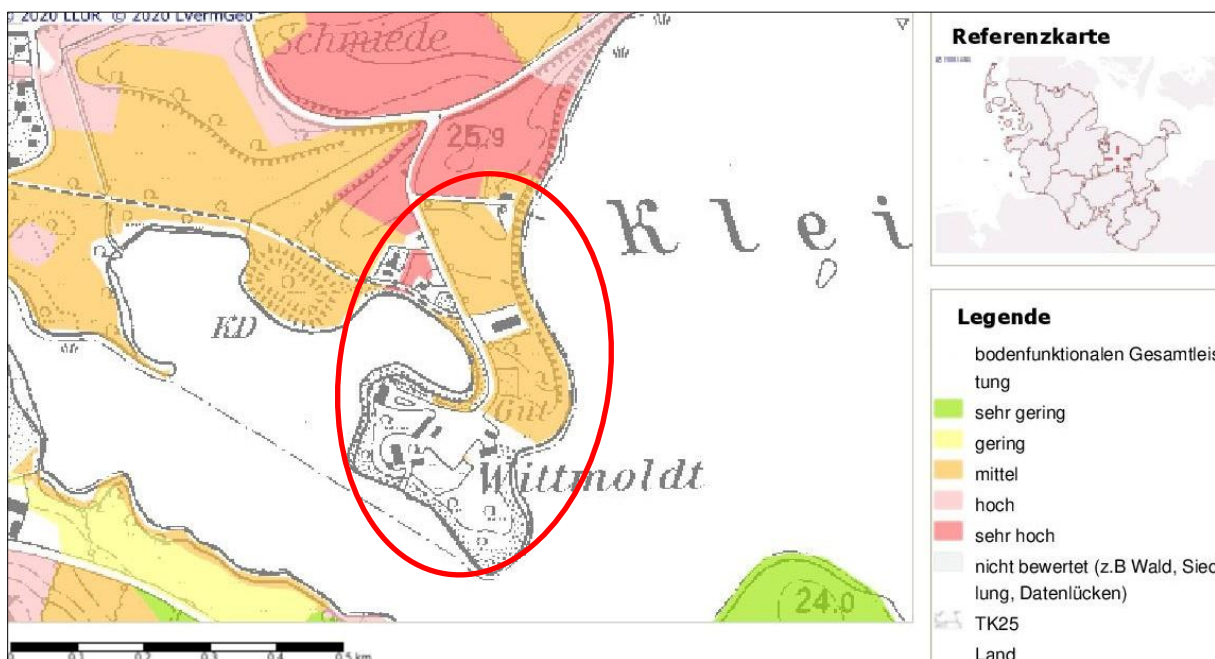 © 2020 LLUR © 2020 LVermGeo
Schmiede
25.9
Klei
KD
Gut
Wittmoldt
24.0
0 0.1 0.2 0.3 0.4 0.5 km
Referenzkarte
Legende
bodenfunktionalen Gesamtleis
tung
sehr gering
gering
mittel
hoch
sehr hoch
nicht bewertet (z.B Wald, Sied
lung, Datenlücken)
TK25
Land